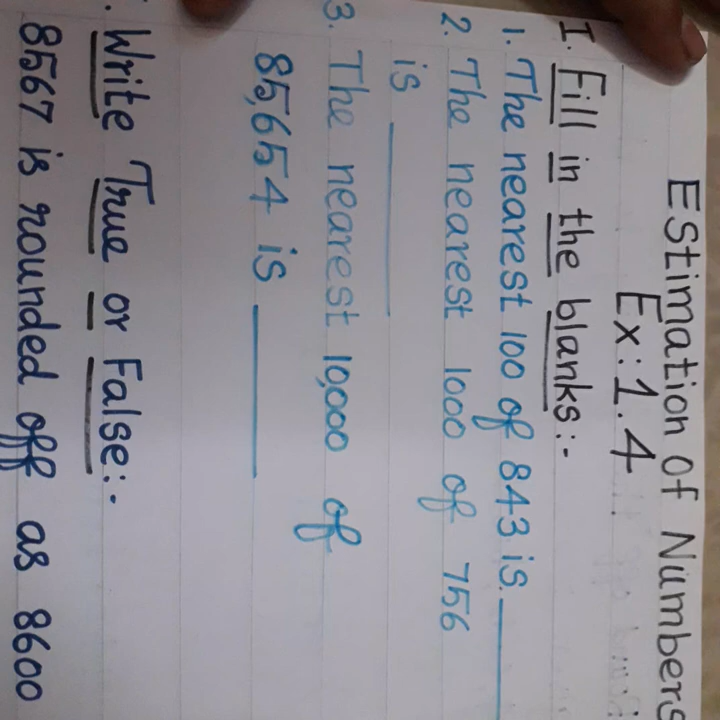 Estimation of Numbers
Ex: 1.4
I. Fill in the blanks:-
1. The nearest 100 of 843 is
2. The nearest 1000 of 756
is
3. The nearest 10,000 of
85,654 is
. Write True or False:-
8567 is rounded off as 8600